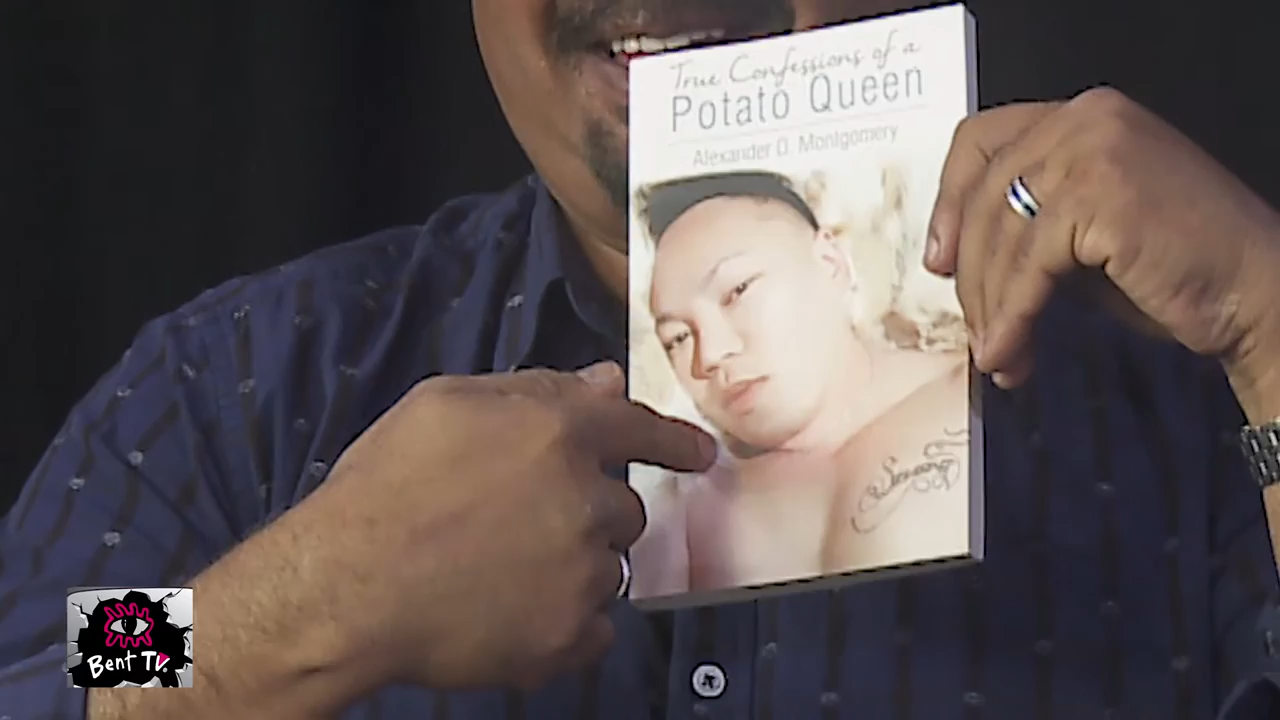 True Confessions of a
Potato Queen
Alexander D. Montgomery
Bent TV.